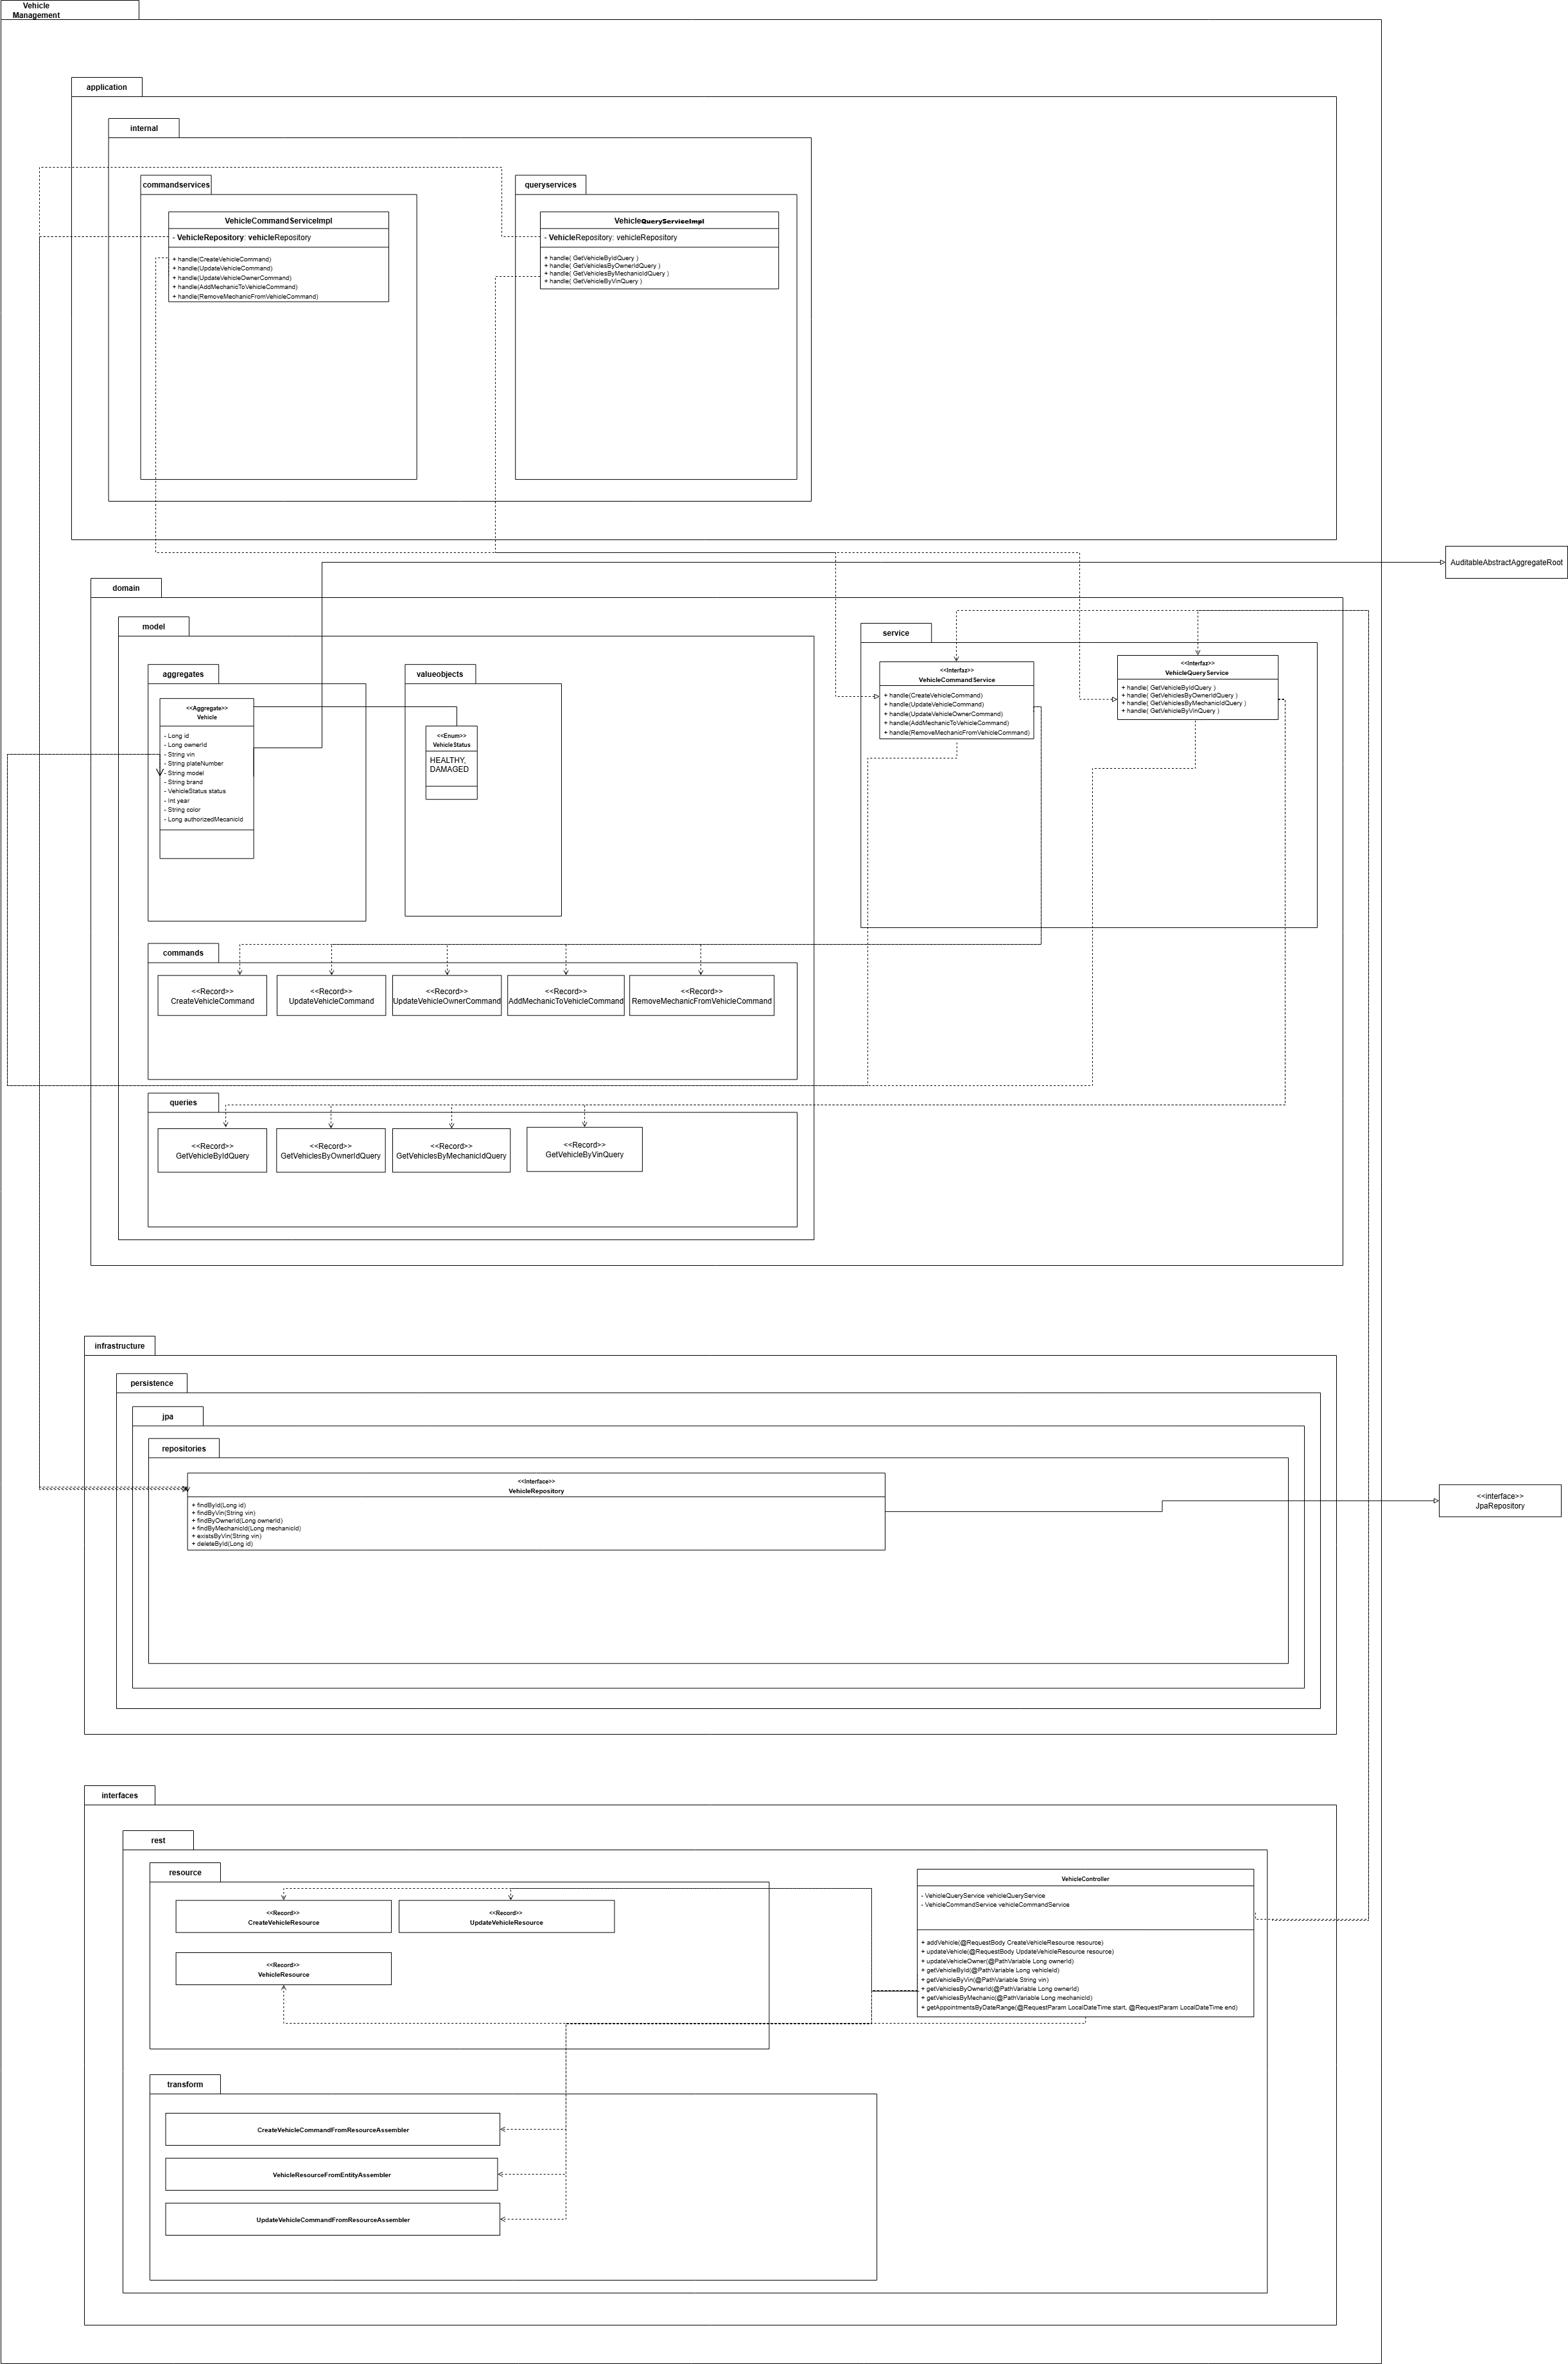 Vehicle
Management
application
internal
commandservices
VehicleCommandServiceImpl
- VehicleRepository: vehicleRepository
+ handle(CreateVehicleCommand)
+ handle(UpdateVehicleCommand)
+ handle(UpdateVehicleOwnerCommand)
+ handle(AddMechanicToVehicleCommand)
+ handle(RemoveMechanicFromVehicleCommand)
queryservices
VehicleQueryServiceImpl
- VehicleRepository: vehicleRepository
+ handle( GetVehicleByIdQuery )
+ handle( GetVehiclesByOwnerIdQuery )
+ handle( GetVehiclesByMechanicIdQuery )
+ handle( GetVehicleByVinQuery )
AuditableAbstractAggregateRoot
domain
model
aggregates
<<Aggregate>>
Vehicle
- Long id
- Long ownerId
- String vin
- String plateNumber
- String model
- String brand
- VehicleStatus status
- Int year
- String color
- Long authorizedMecanicId
valueobjects
<<Enum>>
VehicleStatus
HEALTHY,
DAMAGED
service
<<Interfaz>>
VehicleCommandService
+ handle(CreateVehicleCommand)
+ handle(UpdateVehicleCommand)
+ handle(UpdateVehicleOwnerCommand)
+ handle(AddMechanicToVehicleCommand)
+ handle(RemoveMechanicFromVehicleCommand)
<<Interfaz>>
VehicleQueryService
+ handle( GetVehicleByIdQuery )
+ handle( GetVehiclesByOwnerIdQuery )
+ handle( GetVehiclesByMechanicIdQuery )
+ handle( GetVehicleByVinQuery )
commands
<<Record>>
CreateVehicleCommand
<<Record>>
UpdateVehicleCommand
<<Record>>
UpdateVehicleOwnerCommand
<<Record>>
AddMechanicToVehicleCommand
<<Record>>
RemoveMechanicFromVehicleCommand
queries
<<Record>>
GetVehicleByIdQuery
<<Record>>
GetVehiclesByOwnerIdQuery
<<Record>>
GetVehiclesByMechanicIdQuery
<<Record>>
GetVehicleByVinQuery
infrastructure
persistence
jpa
repositories
<<Interface>>
VehicleRepository
+ findById(Long id)
+ findByVin(String vin)
+ findByOwnerId(Long ownerId)
+ findByMechanicId(Long mechanicId)
+ existsByVin(String vin)
+ deleteById(Long id)
<<interface>>
JpaRepository
interfaces
rest
resource
<<Record>>
CreateVehicleResource
<<Record>>
UpdateVehicleResource
<<Record>>
VehicleResource
VehicleController
- VehicleQueryService vehicleQueryService
- VehicleCommandService vehicleCommandService
+ addVehicle(@RequestBody CreateVehicleResource resource)
+ updateVehicle(@RequestBody UpdateVehicleResource resource)
+ updateVehicleOwner(@PathVariable Long ownerId)
+ getVehicleById(@PathVariable Long vehicleId)
+ getVehicleByVin(@PathVariable String vin)
+ getVehiclesByOwnerId(@PathVariable Long ownerId)
+ getVehiclesByMechanic(@PathVariable Long mechanicId)
+ getAppointmentsByDateRange(@RequestParam LocalDateTime start, @RequestParam LocalDateTime end)
transform
CreateVehicleCommandFromResourceAssembler
VehicleResourceFromEntityAssembler
UpdateVehicleCommandFromResourceAssembler